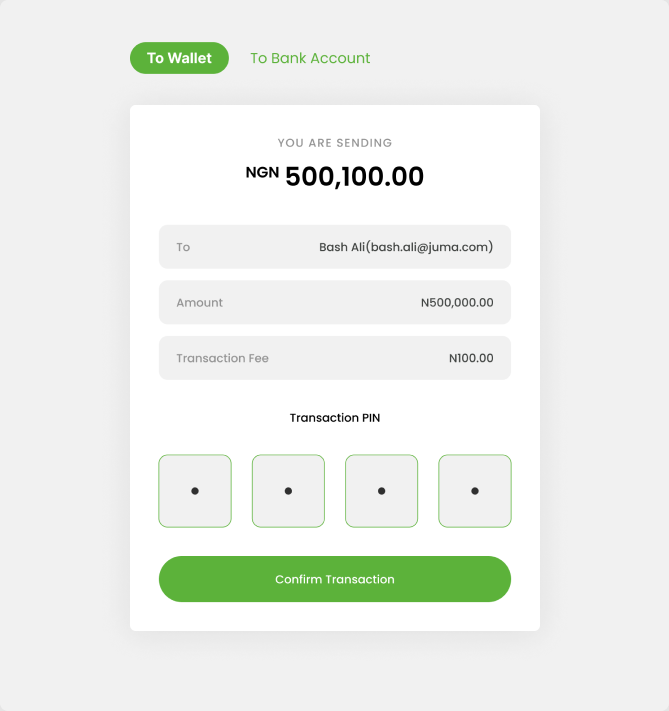 To Wallet To Bank Account
YOU ARE SENDING
NGN 500,100.00
To Bash Ali(bash.ali@juma.com)
Amount N500,000.00
Transaction Fee N100.00
Transaction PIN
Confirm Transaction